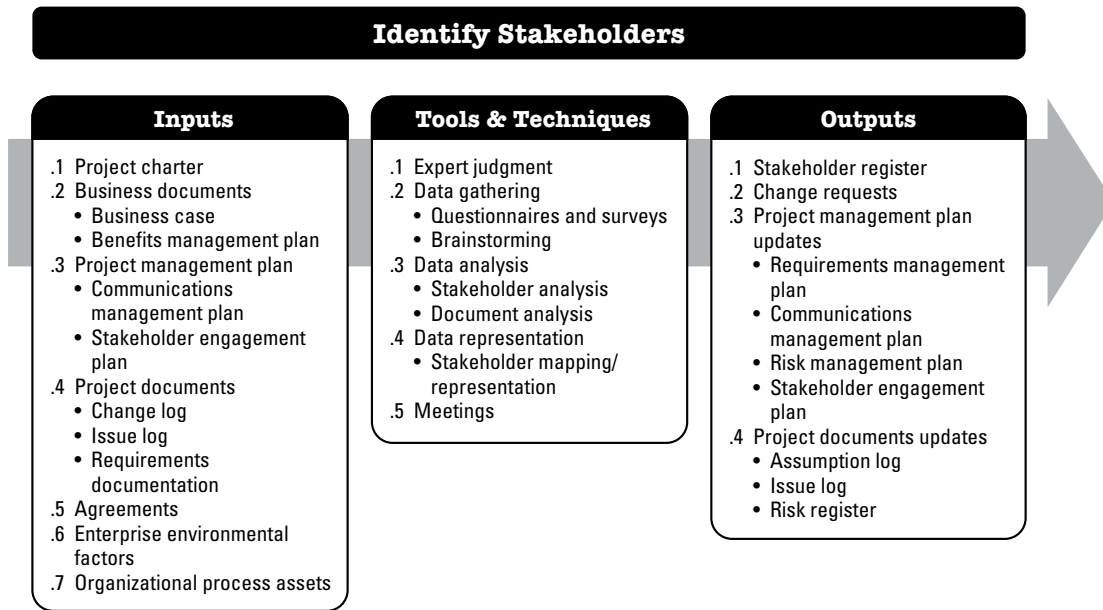 Identify Stakeholders
Inputs
.1 Project charter
.2 Business documents
• Business case
• Benefits management plan
.3 Project management plan
• Communications
management plan
• Stakeholder engagement
plan
.4 Project documents
• Change log
• Issue log
• Requirements
documentation
.5 Agreements
.6 Enterprise environmental
factors
.7 Organizational process assets
Tools & Techniques
.1 Expert judgment
.2 Data gathering
• Questionnaires and surveys
• Brainstorming
.3 Data analysis
• Stakeholder analysis
• Document analysis
.4 Data representation
• Stakeholder mapping/
representation
.5 Meetings
Outputs
.1 Stakeholder register
.2 Change requests
.3 Project management plan
updates
• Requirements management
plan
• Communications
management plan
• Risk management plan
• Stakeholder engagement
plan
.4 Project documents updates
• Assumption log
• Issue log
• Risk register